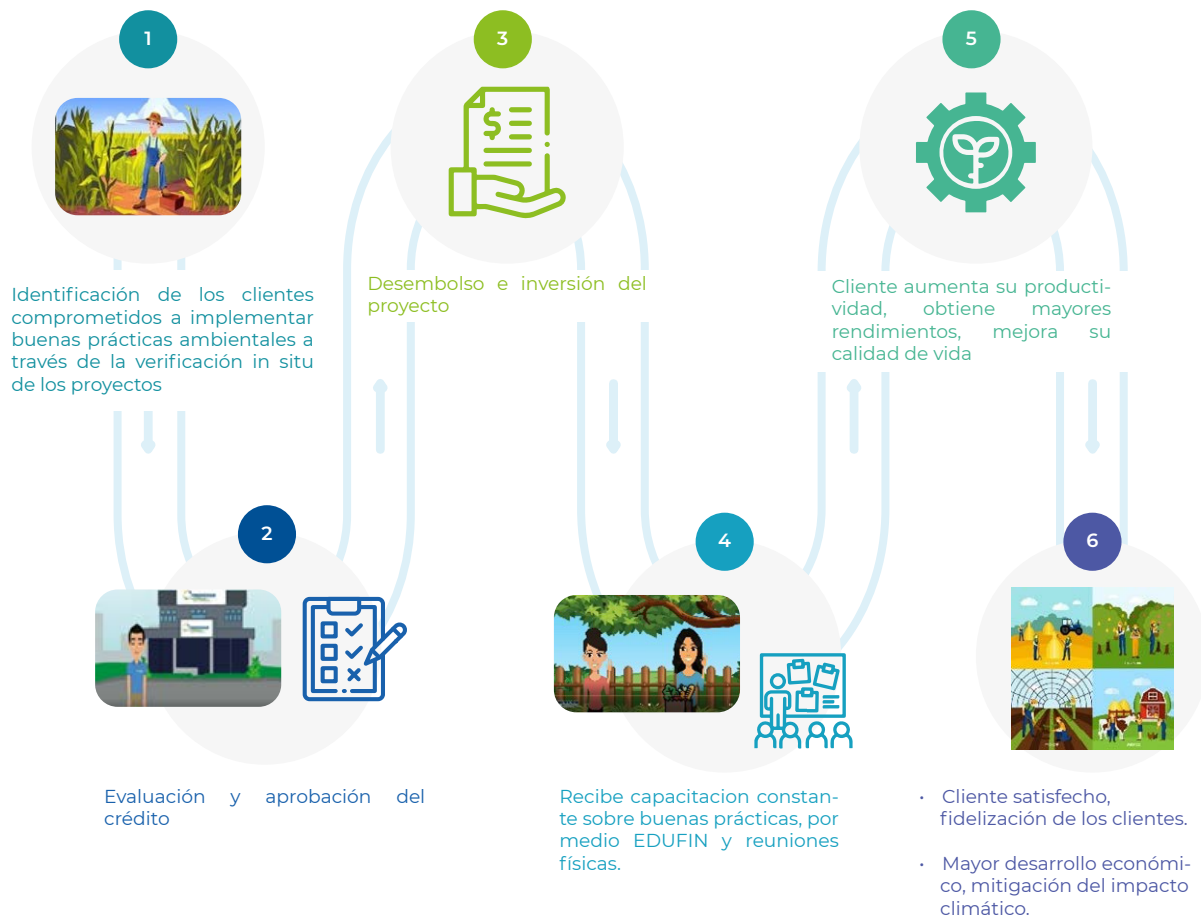 1
Identificación de los clientes
comprometidos a implementar
buenas prácticas ambientales a
través de la verificación in situ
de los proyectos
2
Evaluación y aprobación del
crédito
3
$
Desembolso e inversión del
proyecto
4
Recibe capacitacion constan-
te sobre buenas prácticas, por
medio EDUFIN y reuniones
físicas.
5
Cliente aumenta su producti-
vidad, obtiene mayores
rendimientos, mejora su
calidad de vida
6
• Cliente satisfecho,
fidelización de los clientes.
• Mayor desarrollo económi-
co, mitigación del impacto
climático.